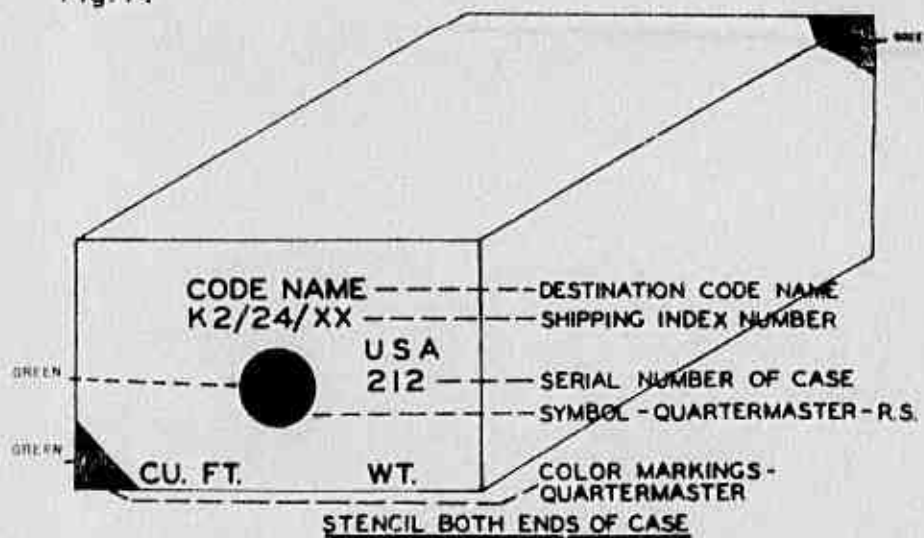 CODE NAME DESTINATION CODE NAME
K2/24/XX SHIPPING INDEX NUMBER
USA
GREEN 212 SERIAL NUMBER OF CASE
SYMBOL-QUARTERMASTER-R.S.
GREEN CU. FT. WT. COLOR MARKINGS-
QUARTERMASTER
STENCIL BOTH ENDS OF CASE